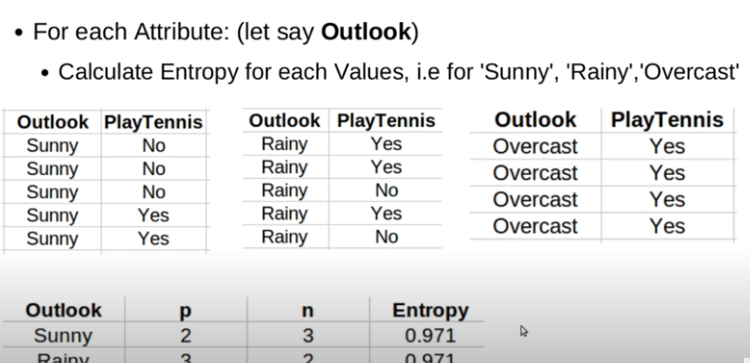 • For each Attribute: (let say Outlook)
• Calculate Entropy for each Values, i.e for 'Sunny', 'Rainy','Overcast'
Outlook PlayTennis
Sunny No
Sunny No
Sunny No
Sunny Yes
Sunny Yes
Outlook PlayTennis
Rainy Yes
Rainy Yes
Rainy No
Rainy Yes
Rainy No
Outlook PlayTennis
Overcast Yes
Overcast Yes
Overcast Yes
Overcast Yes
Outlook p n Entropy
Sunny 2 3 0.971
Rainy 3 2 0.971